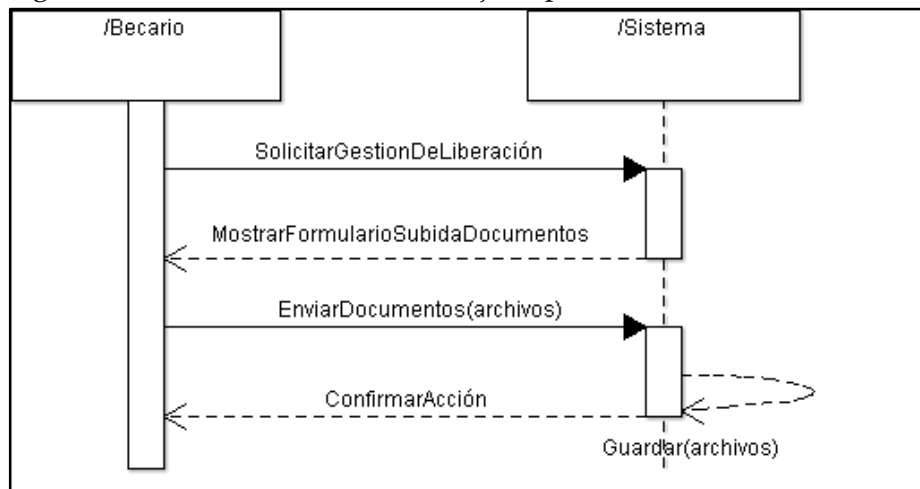 /Becario
/Sistema
SolicitarGestionDeLiberación
MostrarFormularioSubidaDocumentos
EnviarDocumentos(archivos)
ConfirmarAcción
Guardar(archivos)